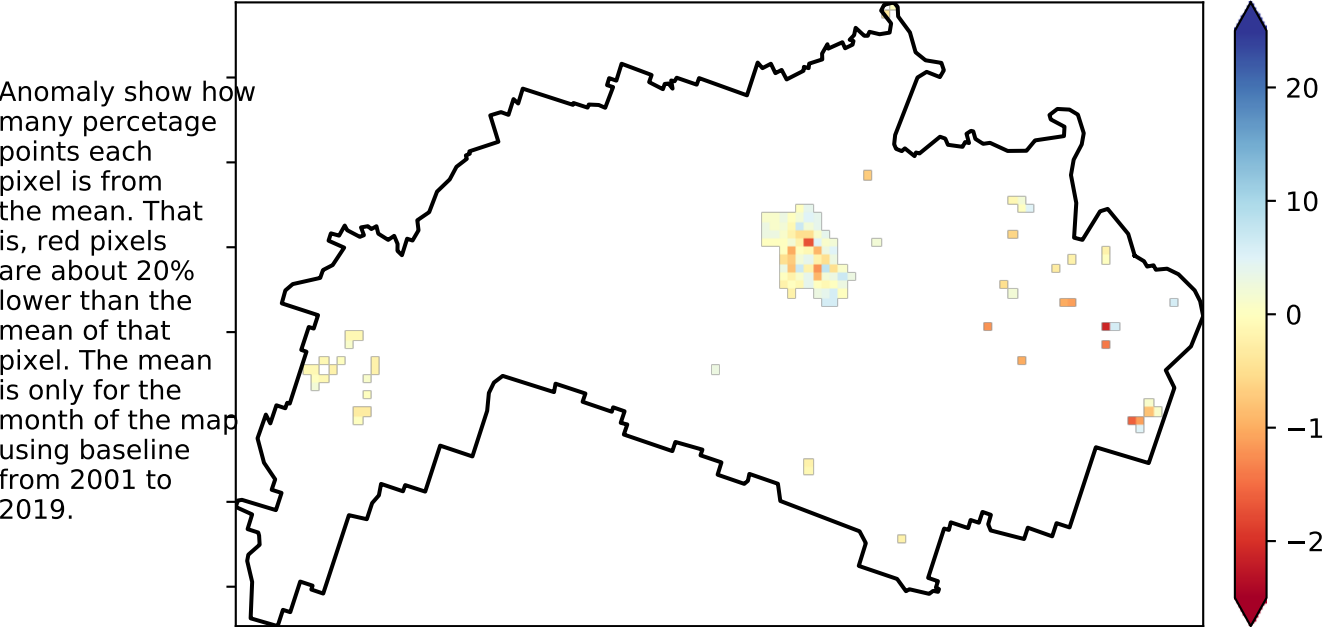 Anomaly show how
many percetage
points each
pixel is from
the mean. That
is, red pixels
are about 20%
lower than the
mean of that
pixel. The mean
is only for the
month of the map
using baseline
from 2001 to
2019.
20
10
0
−1
−2